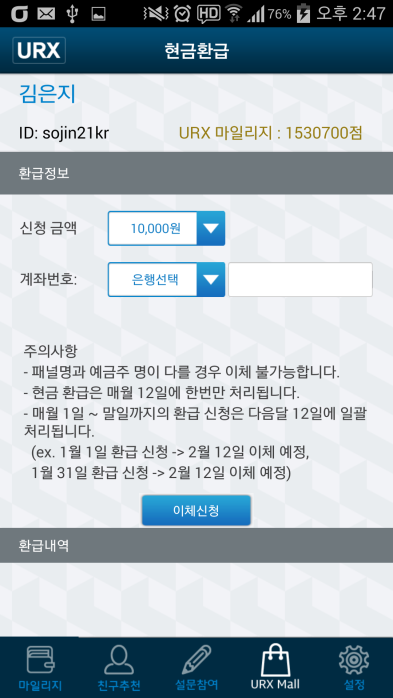 76% 오후 2:47
URX 현금환급
김은지
ID: sojin21kr URX 마일리지 : 1530700점
환급정보
신청 금액 10,000원
계좌번호: 은행선택
주의사항
- 패널명과 예금주 명이 다를 경우 이체 불가능합니다.
- 현금 환급은 매월 12일에 한번만 처리됩니다.
- 매월 1일 ~ 말일까지의 환급 신청은 다음달 12일에 일괄
처리됩니다.
(ex. 1월 1일 환급 신청 -> 2월 12일 이체 예정,
1월 31일 환급 신청 -> 2월 12일 이체 예정)
이체신청
환급내역
마일리지 친구추천 설문참여 URX Mall 설정